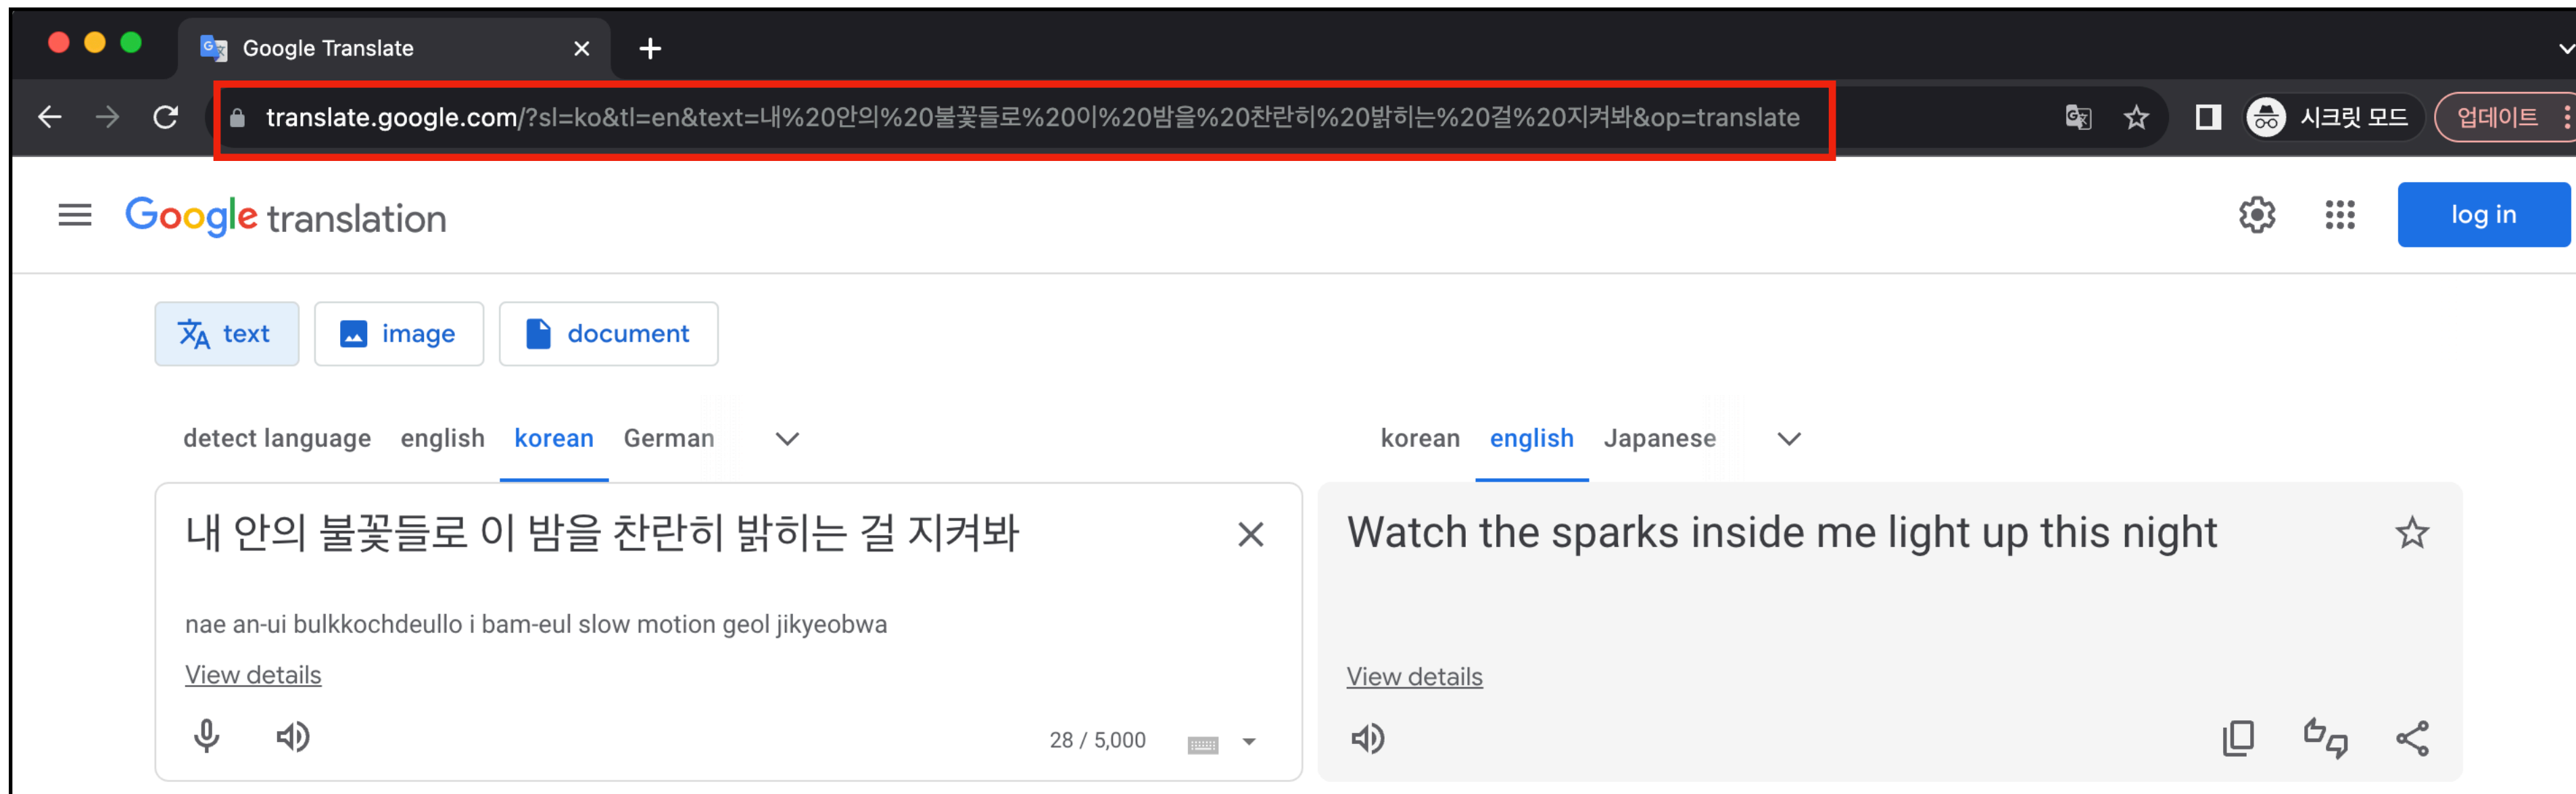 Google Translate
translate.google.com/?sl=ko&tl=en&text=내%20안의%20불꽃들로%20이%20밤을%20찬란히%20밝히는%20걸%20지켜봐&op=translate
시크릿 모드
업데이트
Google translation
log in
text
image
document
detect language english korean German
korean english Japanese
내 안의 불꽃들로 이 밤을 찬란히 밝히는 걸 지켜봐
Watch the sparks inside me light up this night
nae an-ui bulkkochdeullo i bam-eul slow motion geol jikyeobwa
View details
View details
28 / 5,000